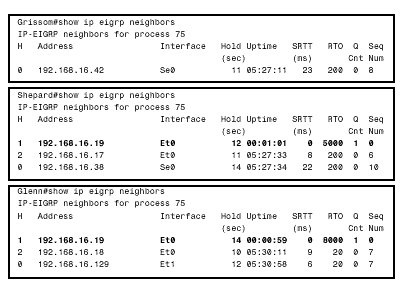 Grissom#show ip eigrp neighbors
IP-EIGRP neighbors for process 75
H Address Interface Hold Uptime SRTT RTO Q Seq
(sec) (ms) Cnt Num
0 192.168.16.42 Se0 11 05:27:11 23 200 0 8
Shepard#show ip eigrp neighbors
IP-EIGRP neighbors for process 75
H Address Interface Hold Uptime SRTT RTO Q Seq
(sec) (ms) Cnt Num
1 192.168.16.19 Et0 12 00:01:01 0 5000 1 0
2 192.168.16.17 Et0 11 05:27:33 8 200 0 6
0 192.168.16.38 Se0 14 05:27:34 22 200 0 10
Glenn#show ip eigrp neighbors
IP-EIGRP neighbors for process 75
H Address Interface Hold Uptime SRTT RTO Q Seq
(sec) (ms) Cnt Num
1 192.168.16.19 Et0 14 00:00:59 0 8000 1 0
2 192.168.16.18 Et0 10 05:30:11 9 20 0 7
0 192.168.16.129 Et1 12 05:30:58 6 20 0 7